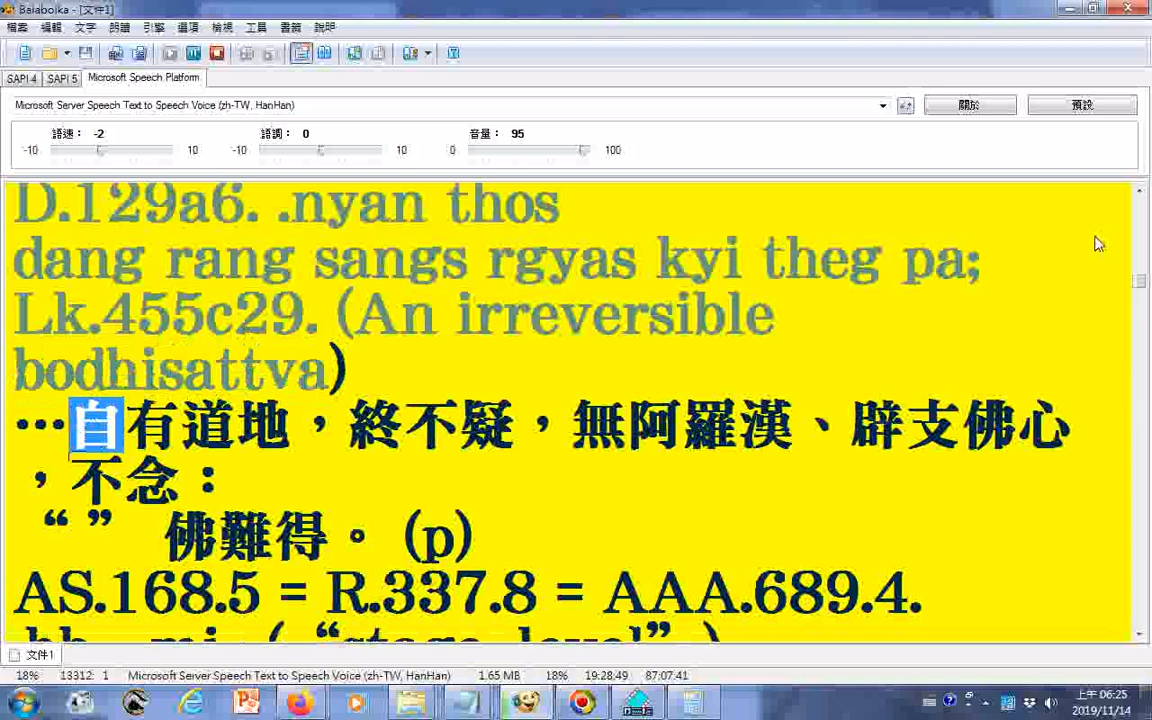 Balabolka - [文件1]
檔案 編輯 文字 朗讀 引擎 選項 檢視 工具 書籤 說明
SAPI 4 SAPI 5 Microsoft Speech Platform
Microsoft Server Speech Text to Speech Voice (zh-TW, HanHan) 關於 預設
語速： -2 語調： 0 音量： 95
-10 10 -10 10 0 100
D.129a6. .nyan thos
dang rang sangs rgyas kyi theg pa;
Lk.455c29. (An irreversible
bodhisattva)
…自有道地，終不疑，無阿羅漢、辟支佛心
，不念：
“ ” 佛難得。 (p)
AS.168.5 = R.337.8 = AAA.689.4.
文件1
18% 13312: 1 Microsoft Server Speech Text to Speech Voice (zh-TW, HanHan) 1.65 MB 18% 19:28:49 87:07:41
上午 06:25
2019/11/14